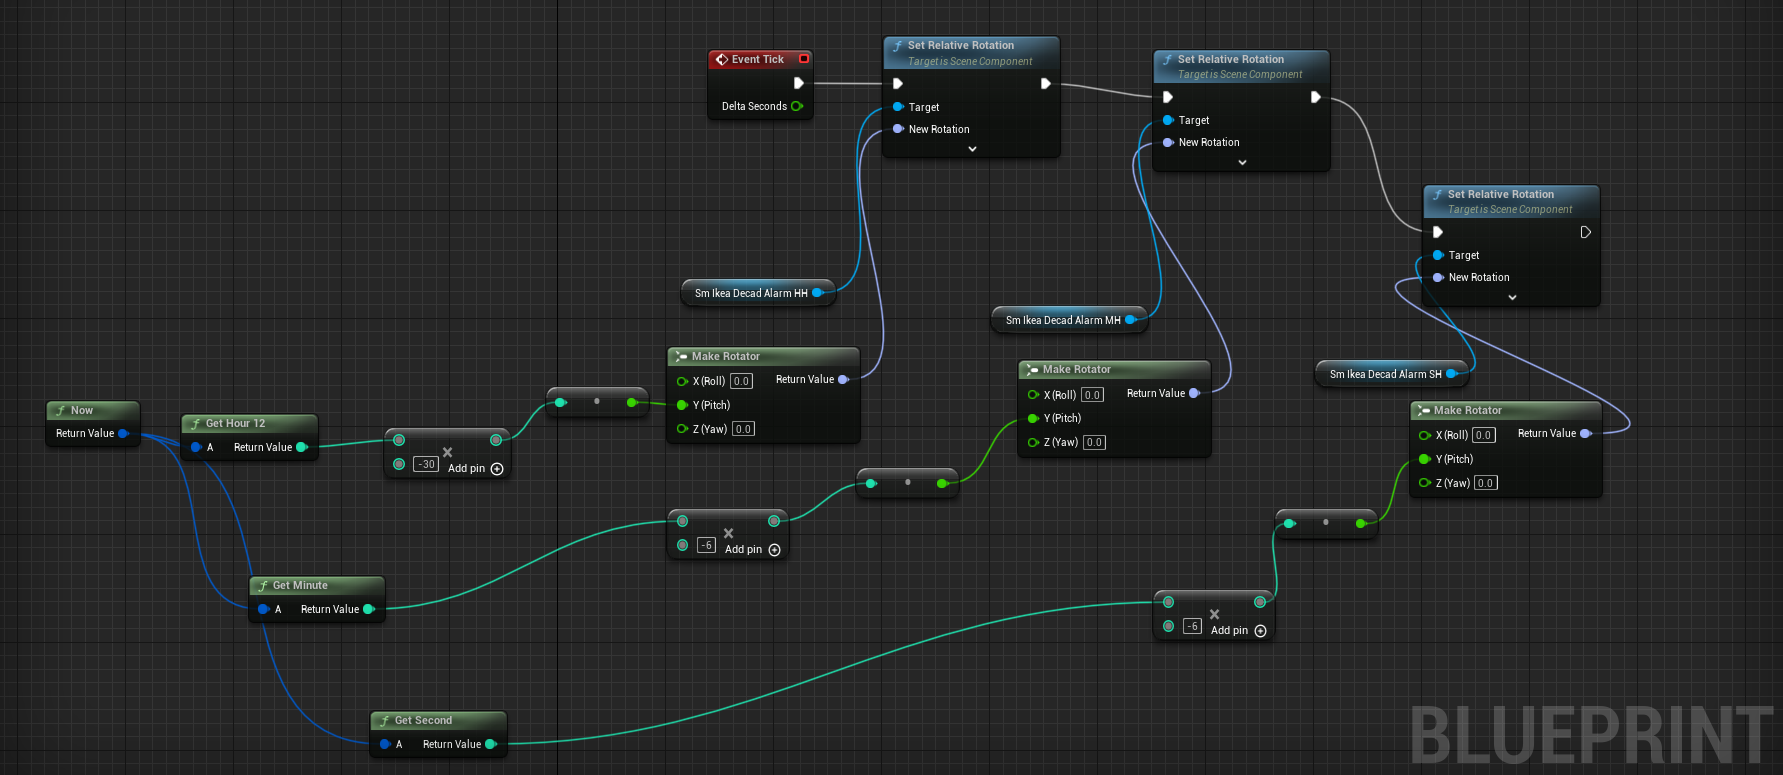 Event Tick
Delta Seconds
Set Relative Rotation
Target is Scene Component
Target
New Rotation
Set Relative Rotation
Target is Scene Component
Target
New Rotation
Set Relative Rotation
Target is Scene Component
Target
New Rotation
Sm Ikea Decad Alarm HH
Sm Ikea Decad Alarm MH
Sm Ikea Decad Alarm SH
Make Rotator
X (Roll) 0.0 Return Value
Y (Pitch)
Z (Yaw) 0.0
Make Rotator
X (Roll) 0.0 Return Value
Y (Pitch)
Z (Yaw) 0.0
Make Rotator
X (Roll) 0.0 Return Value
Y (Pitch)
Z (Yaw) 0.0
Now
Return Value
Get Hour 12
A Return Value
-30 Add pin
-6 Add pin
Get Minute
A Return Value
-6 Add pin
Get Second
A Return Value
BLUEPRINT